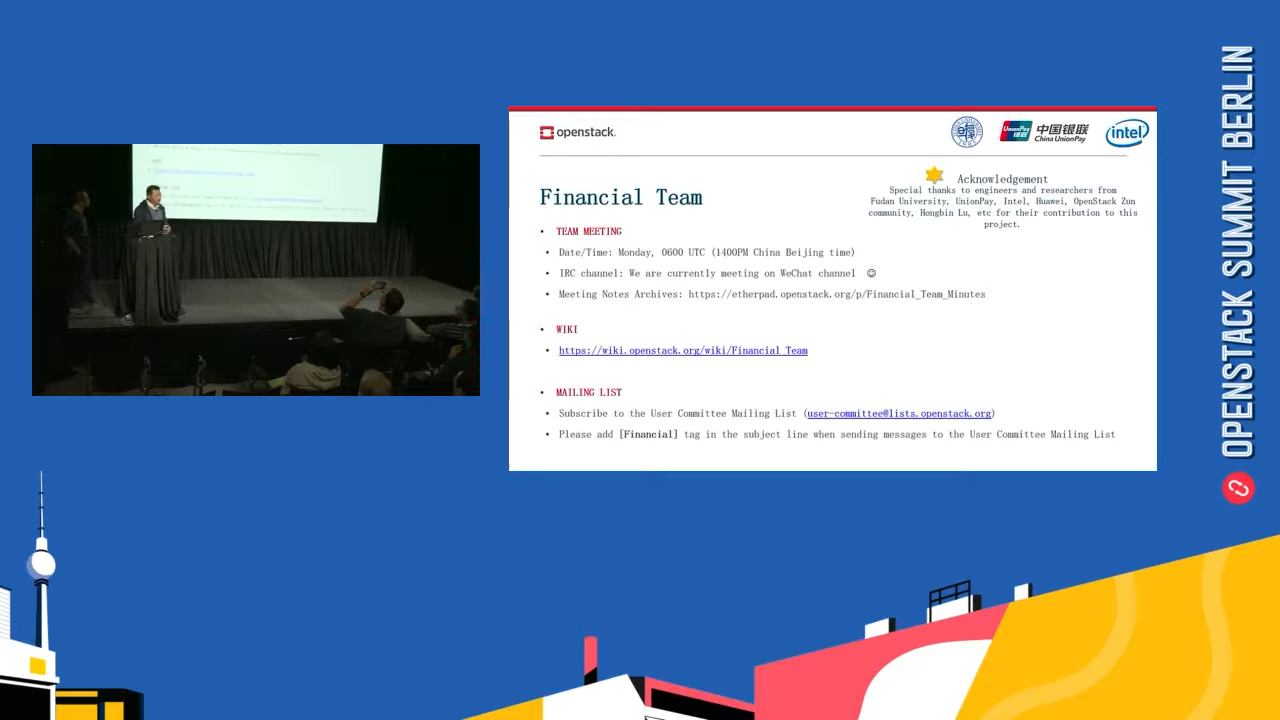 openstack.
UnionPay
银联
中国银联
China UnionPay
intel
Financial Team
Acknowledgement
Special thanks to engineers and researchers from
Fudan University, UnionPay, Intel, Huawei, OpenStack Zun
community, Hongbin Lu, etc for their contribution to this
project.
• TEAM MEETING
• Date/Time: Monday, 0600 UTC (1400PM China Beijing time)
• IRC channel: We are currently meeting on WeChat channel ☺
• Meeting Notes Archives: https://etherpad.openstack.org/p/Financial_Team_Minutes
• WIKI
• https://wiki.openstack.org/wiki/Financial_Team
• MAILING LIST
• Subscribe to the User Committee Mailing List (user-committee@lists.openstack.org)
• Please add [Financial] tag in the subject line when sending messages to the User Committee Mailing List
OPENSTACK SUMMIT BERLIN